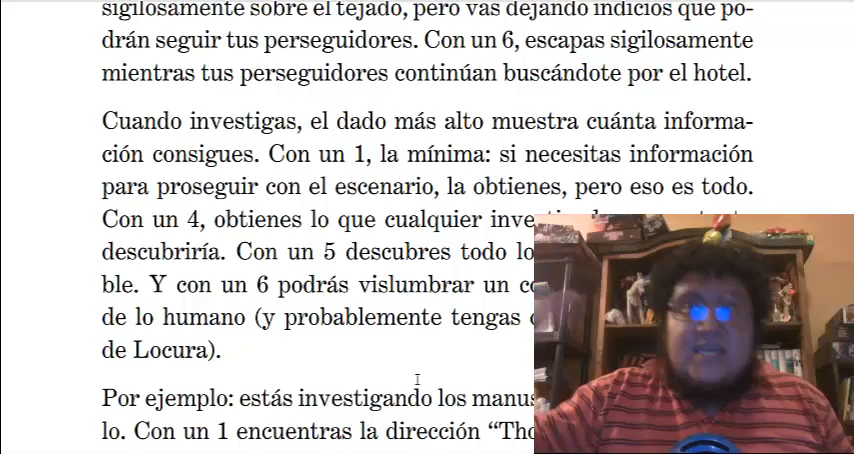 sigilosamente sobre el tejado, pero vas dejando indicios que po-
drán seguir tus perseguidores. Con un 6, escapas sigilosamente
mientras tus perseguidores continúan buscándote por el hotel.
Cuando investigas, el dado más alto muestra cuánta informa-
ción consigues. Con un 1, la mínima: si necesitas información
para proseguir con el escenario, la obtienes, pero eso es todo.
Con un 4, obtienes lo que cualquier
descubriría. Con un 5 descubres todo lo
ble. Y con un 6 podrás vislumbrar un
de lo humano (y probablemente tengas
de Locura).
Por ejemplo: estás investigando los
lo. Con un 1 encuentras la dirección